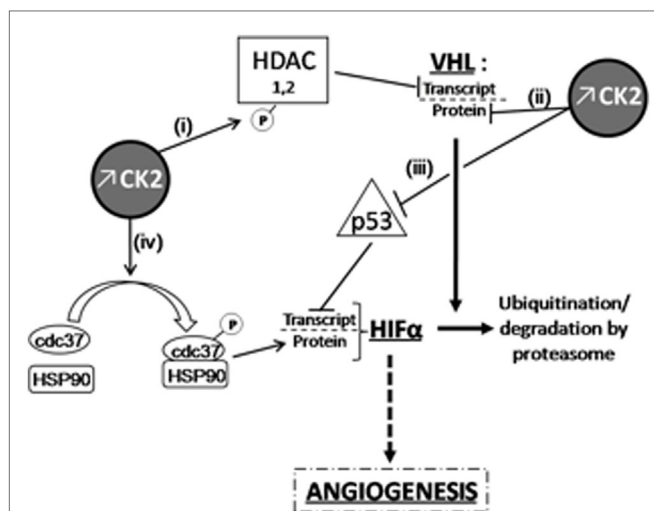 HDAC
1,2
P
VHL :
Transcript
Protein
(ii)
↗CK2
(i)
↗CK2
(iii)
p53
(iv)
cdc37
HSP90
P
cdc37
HSP90
Transcript
Protein
HIFα
Ubiquitination/
degradation by
proteasome
ANGIOGENESIS